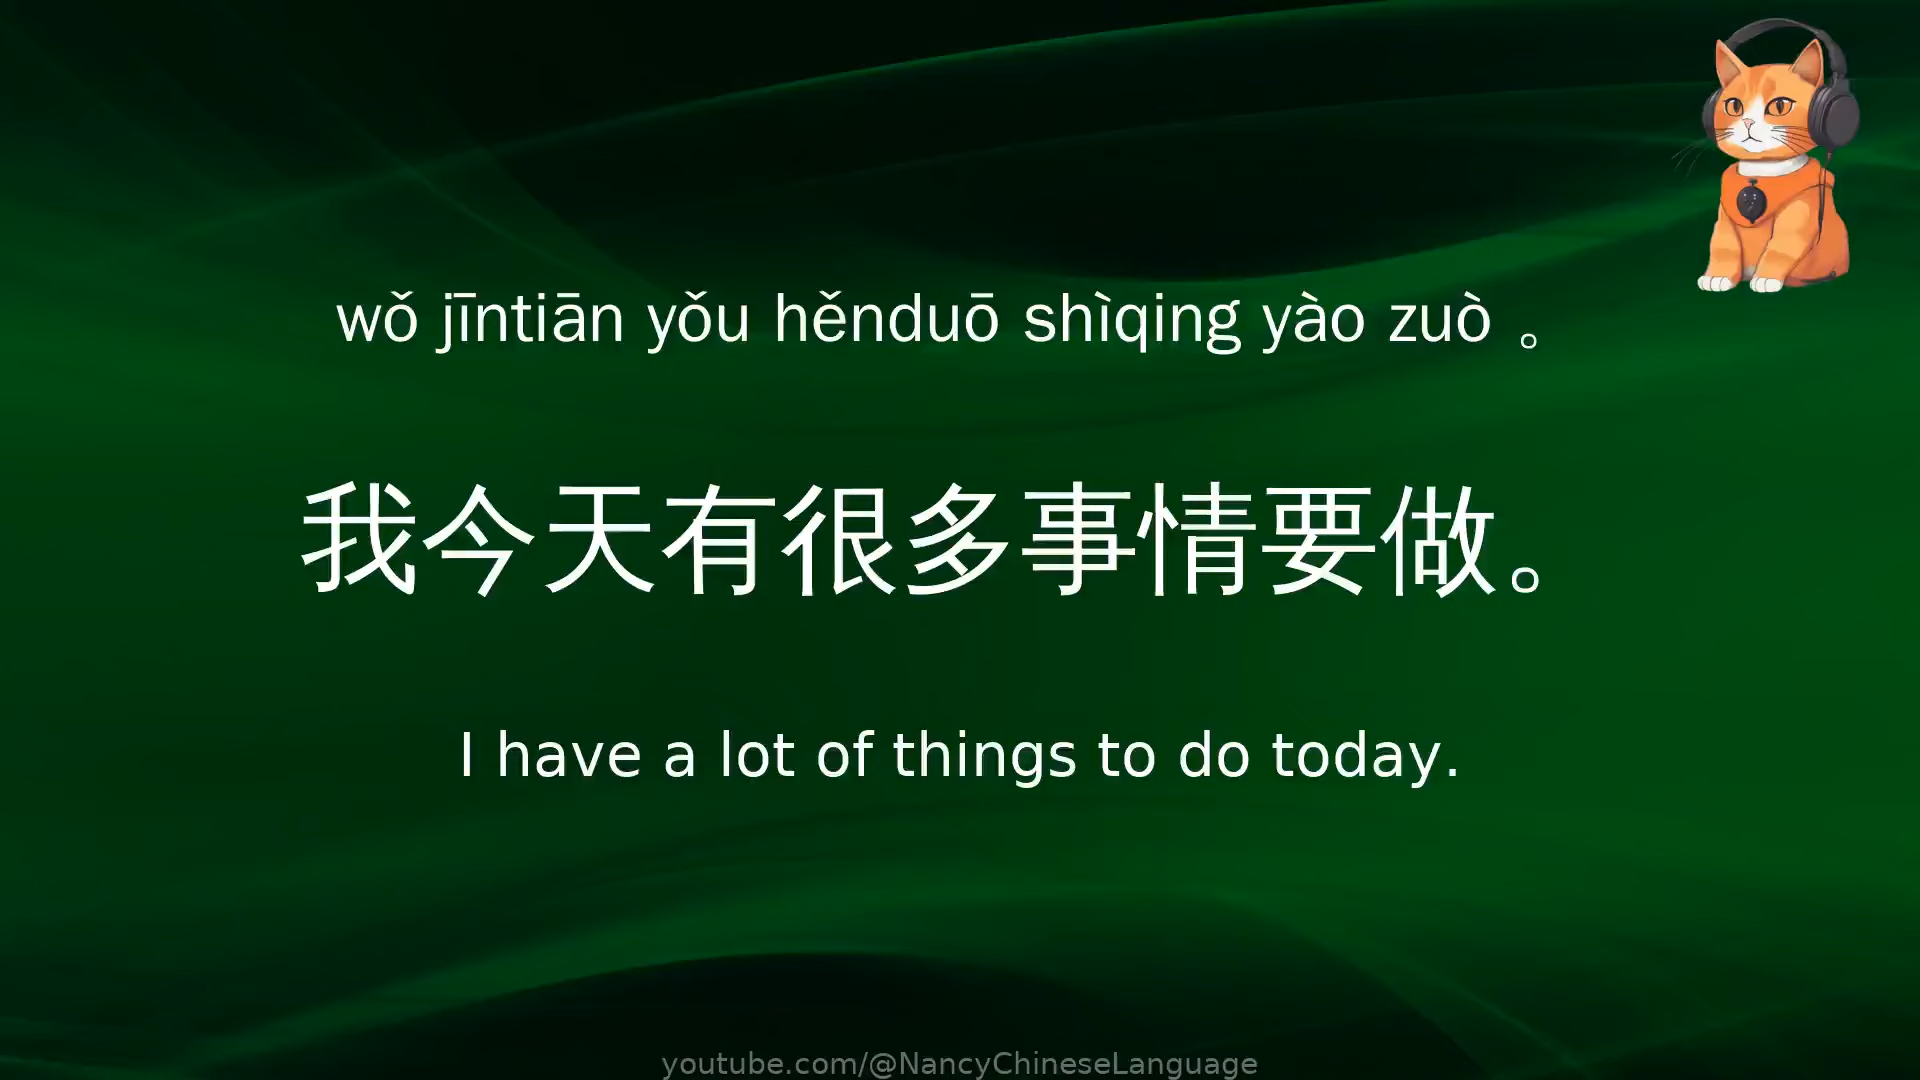 wǒ jīntiān yǒu hěnduō shìqing yào zuò 。
我今天有很多事情要做。
I have a lot of things to do today.
youtube.com/@NancyChineseLanguage